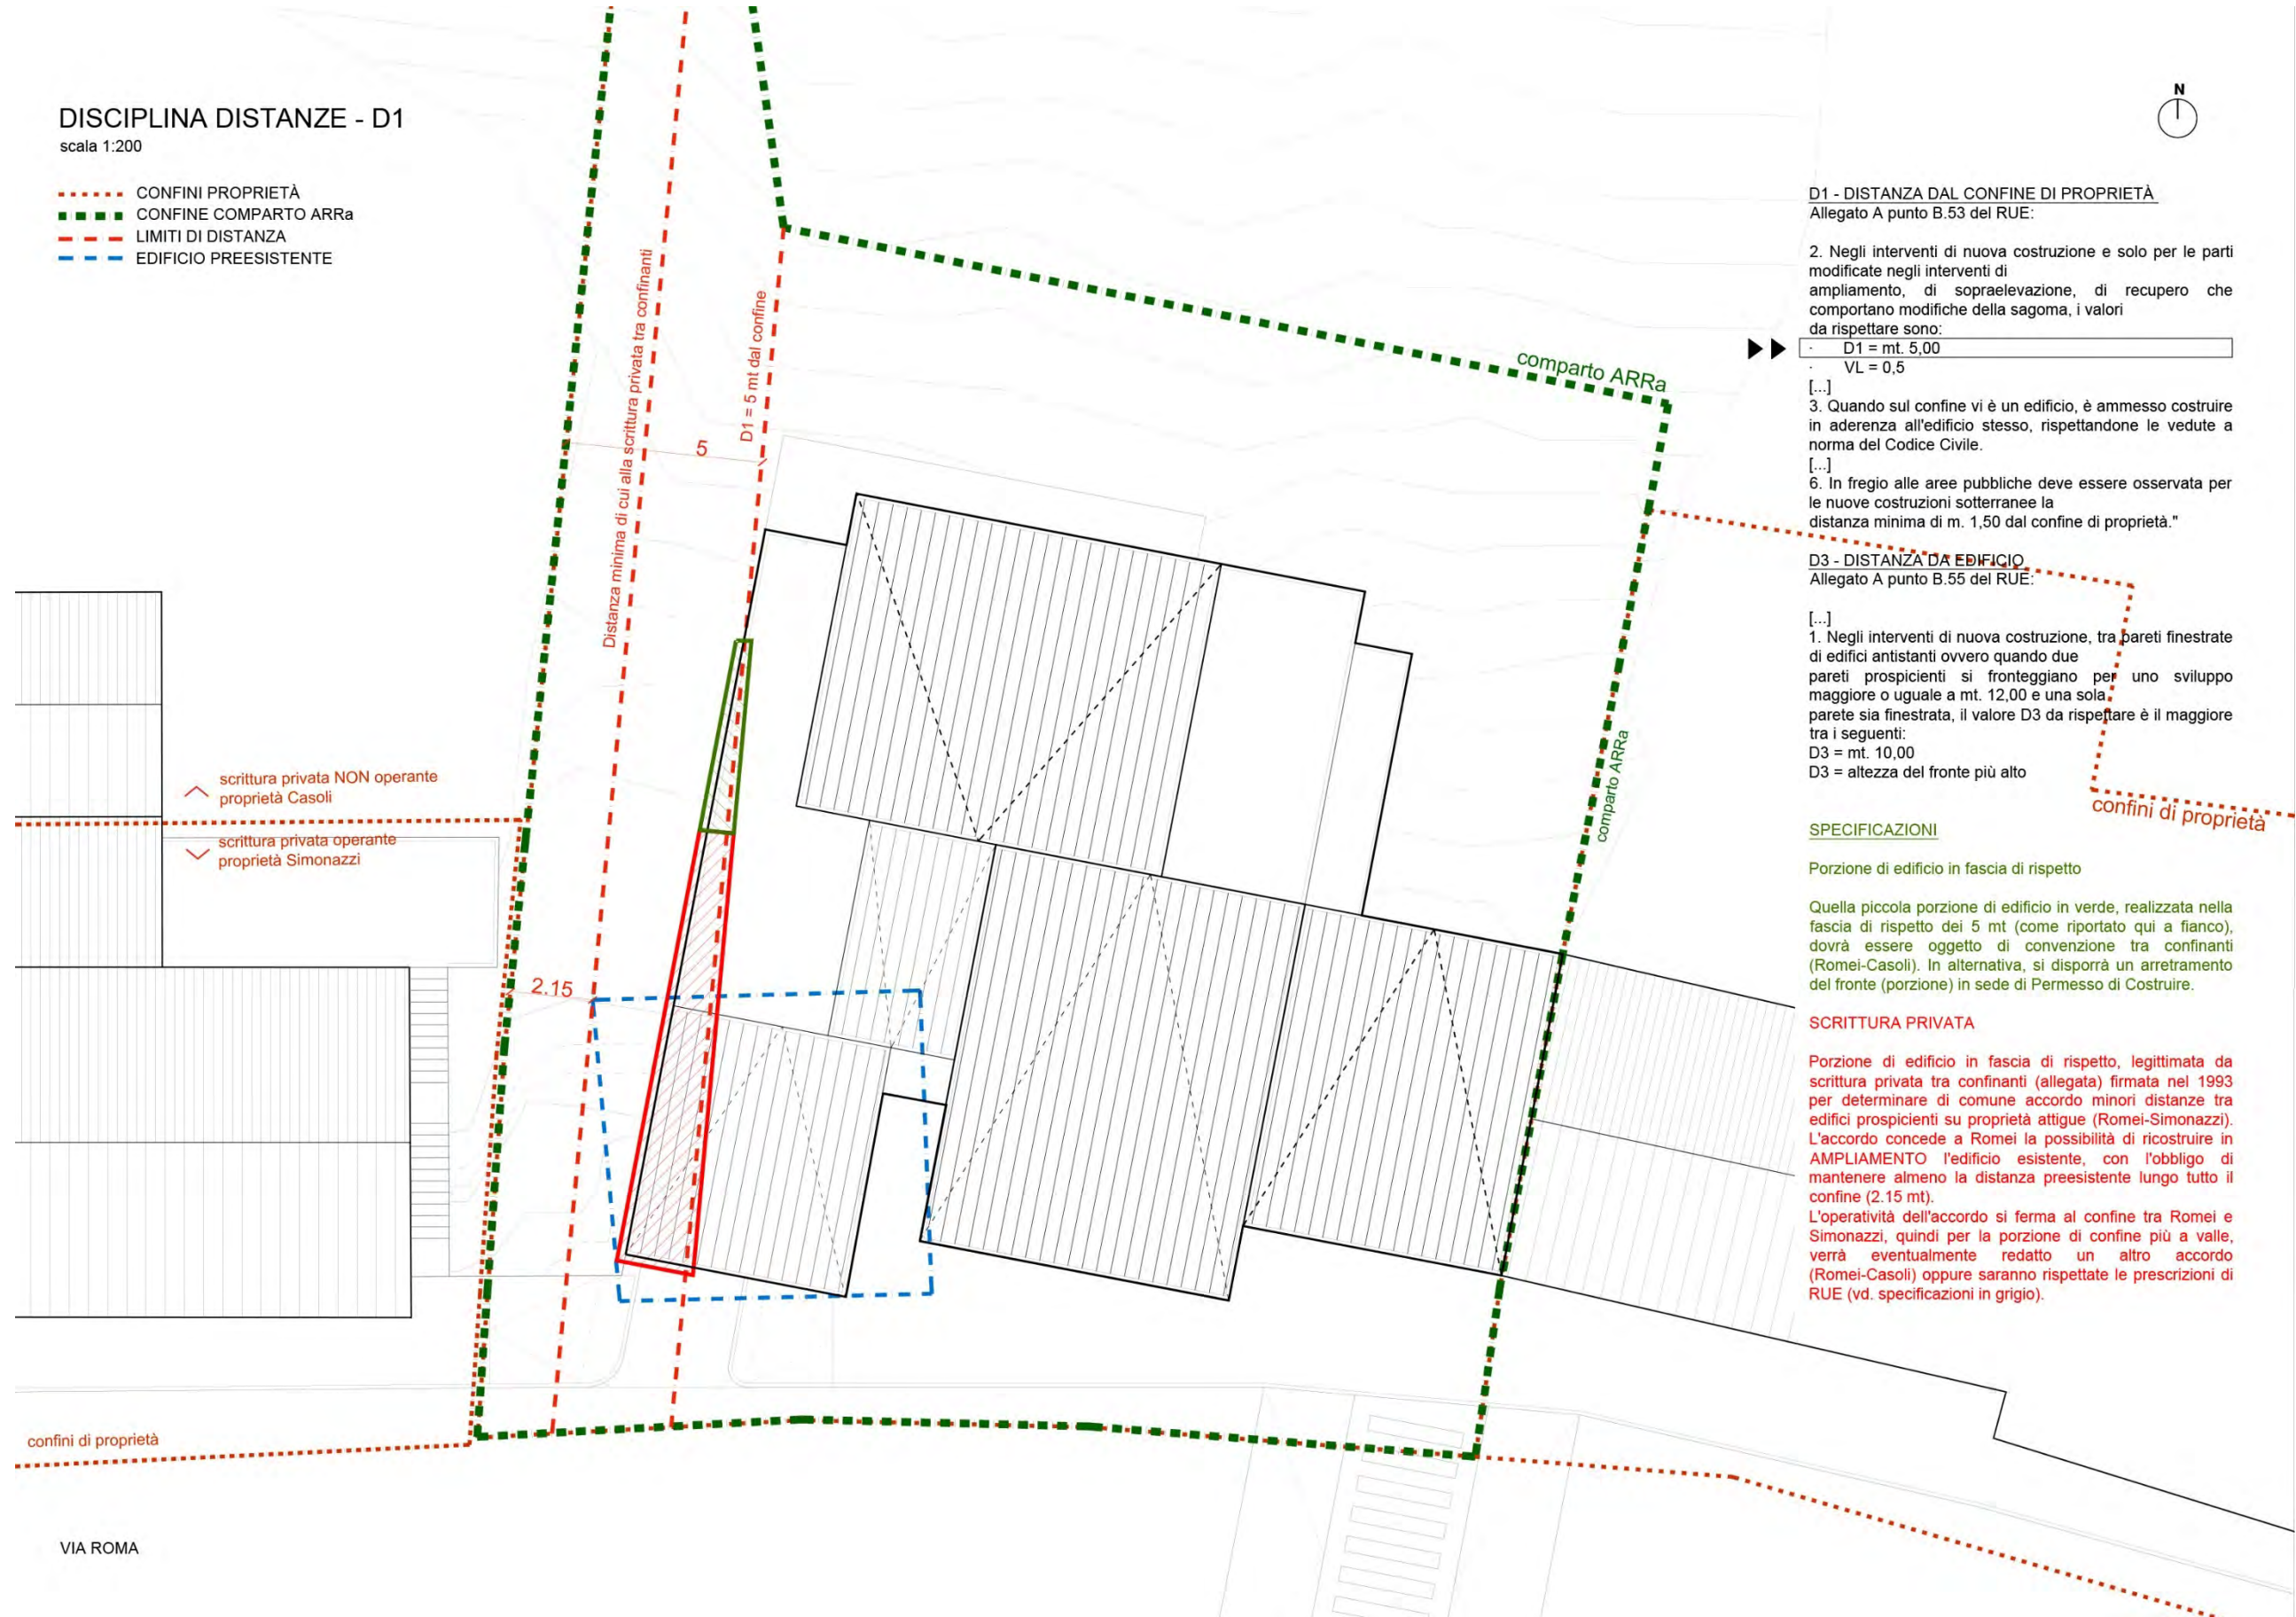 DISCIPLINA DISTANZE - D1
scala 1:200
CONFINI PROPRIETÀ
CONFINE COMPARTO ARRa
LIMITI DI DISTANZA
EDIFICIO PREESISTENTE
N
Distanza minima di cui alla scrittura privata tra confinanti
D1 = 5 mt dal confine
5
comparto ARRa
comparto ARRa
scrittura privata NON operante
proprietà Casoli
scrittura privata operante
proprietà Simonazzi
2.15
confini di proprietà
confini di proprietà
VIA ROMA
D1 - DISTANZA DAL CONFINE DI PROPRIETÀ
Allegato A punto B.53 del RUE:
2. Negli interventi di nuova costruzione e solo per le parti
modificate negli interventi di
ampliamento, di sopraelevazione, di recupero che
comportano modifiche della sagoma, i valori
da rispettare sono:
· D1 = mt. 5,00
· VL = 0,5
[...]
3. Quando sul confine vi è un edificio, è ammesso costruire
in aderenza all'edificio stesso, rispettandone le vedute a
norma del Codice Civile.
[...]
6. In fregio alle aree pubbliche deve essere osservata per
le nuove costruzioni sotterranee la
distanza minima di m. 1,50 dal confine di proprietà."
D3 - DISTANZA DA EDIFICIO
Allegato A punto B.55 del RUE:
[...]
1. Negli interventi di nuova costruzione, tra pareti finestrate
di edifici antistanti ovvero quando due
pareti prospicienti si fronteggiano per uno sviluppo
maggiore o uguale a mt. 12,00 e una sola
parete sia finestrata, il valore D3 da rispettare è il maggiore
tra i seguenti:
D3 = mt. 10,00
D3 = altezza del fronte più alto
SPECIFICAZIONI
Porzione di edificio in fascia di rispetto
Quella piccola porzione di edificio in verde, realizzata nella
fascia di rispetto dei 5 mt (come riportato qui a fianco),
dovrà essere oggetto di convenzione tra confinanti
(Romei-Casoli). In alternativa, si disporrà un arretramento
del fronte (porzione) in sede di Permesso di Costruire.
SCRITTURA PRIVATA
Porzione di edificio in fascia di rispetto, legittimata da
scrittura privata tra confinanti (allegata) firmata nel 1993
per determinare di comune accordo minori distanze tra
edifici prospicienti su proprietà attigue (Romei-Simonazzi).
L'accordo concede a Romei la possibilità di ricostruire in
AMPLIAMENTO l'edificio esistente, con l'obbligo di
mantenere almeno la distanza preesistente lungo tutto il
confine (2.15 mt).
L'operatività dell'accordo si ferma al confine tra Romei e
Simonazzi, quindi per la porzione di confine più a valle,
verrà eventualmente redatto un altro accordo
(Romei-Casoli) oppure saranno rispettate le prescrizioni di
RUE (vd. specificazioni in grigio).